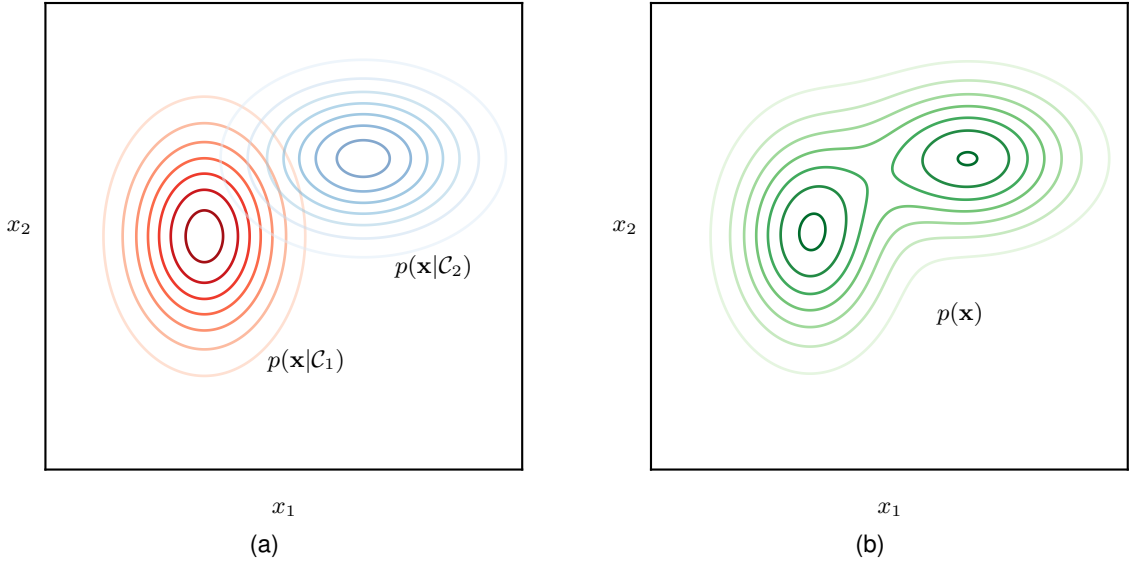 x₂
p(x|C₂)
p(x|C₁)
x₁
(a)
x₂
p(x)
x₁
(b)